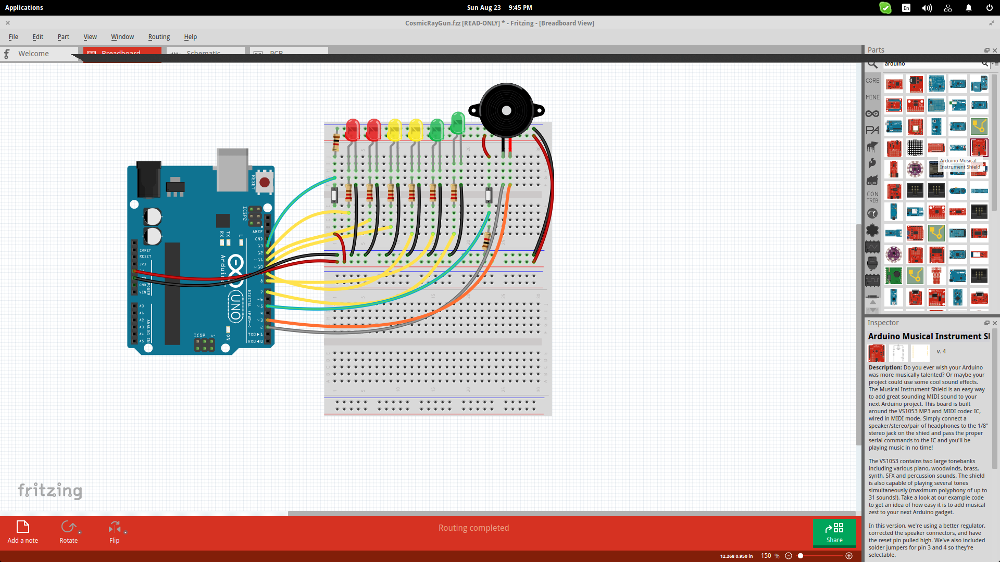 Applications
Sun Aug 23 9:45 PM
En
CosmicRayGun.fzz [READ-ONLY] * - Fritzing - [Breadboard View]
File Edit Part View Window Routing Help
Welcome
Breadboard
Schematic
PCB
Parts
arduino
CORE
MINE
CON
TRIB
Arduino Musical
Instrument Shield
RESET
ICSP2
AREF
GND
13
12
~11
~10
8
7
~6
~5
4
~3
2
TXD▶1
RXD◀0
RX
TX
L
Arduino
UNO
DIGITAL (PWM=~)
IOREF
RESET
3V3
GND
VIN
POWER
A0
A1
A2
A3
A4
A5
ANALOG IN
ICSP
1
ON
fritzing
Add a note
Rotate
Flip
Routing completed
Share
12.268 0.950 in
150 %
Inspector
Arduino Musical Instrument Sl
v. 4
Description: Do you ever wish your Arduino
was more musically talented? Or maybe your
project could use some cool sound effects.
The Musical Instrument Shield is an easy way
to add great sounding MIDI sound to your
next Arduino project. This board is built
around the VS1053 MP3 and MIDI codec IC,
wired in MIDI mode. Simply connect a
speaker/stereo/pair of headphones to the 1/8"
stereo jack on the shied and pass the proper
serial commands to the IC and you'll be
playing music in no time!
The VS1053 contains two large tonebanks
including various piano, woodwinds, brass,
synth, SFX and percussion sounds. The shield
is also capable of playing several tones
simultaneously (maximum polyphony of up to
31 sounds!). Take a look at our example code
to get an idea of how easy it is to add musical
zest to your next Arduino gadget.
In this version, we're using a better regulator,
corrected the speaker connectors, and have
the reset pin pulled high. We've also included
solder jumpers for pin 3 and 4 so they're
selectable.